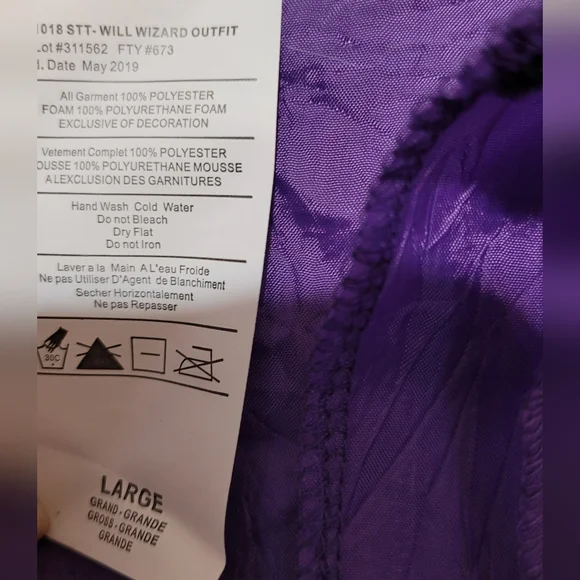 1018 STT- WILL WIZARD OUTFIT
Lot #311562 FTY #673
. Date May 2019
All Garment 100% POLYESTER
FOAM 100% POLYURETHANE FOAM
EXCLUSIVE OF DECORATION
Vetement Complet 100% POLYESTER
OUSSE 100% POLYURETHANE MOUSSE
A LEXCLUSION DES GARNITURES
Hand Wash Cold Water
Do not Bleach
Dry Flat
Do not Iron
Laver a la Main A L'eau Froide
Ne pas Utiliser D'Agent de Blanchiment
Secher Horizontalement
Ne pas Repasser
30C
LARGE
GRAND · GRANDE
GROSS · GRANDE
GRANDE